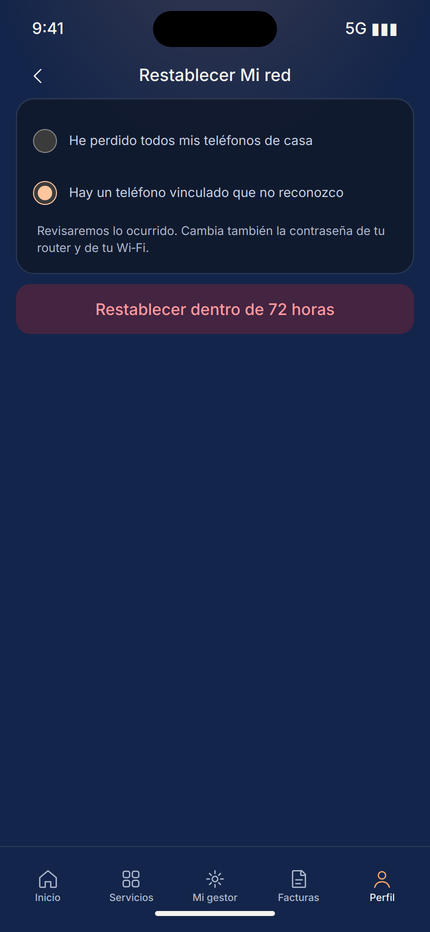 9:41
5G
Restablecer Mi red
He perdido todos mis teléfonos de casa
Hay un teléfono vinculado que no reconozco
Revisaremos lo ocurrido. Cambia también la contraseña de tu
router y de tu Wi-Fi.
Restablecer dentro de 72 horas
Inicio
Servicios
Mi gestor
Facturas
Perfil